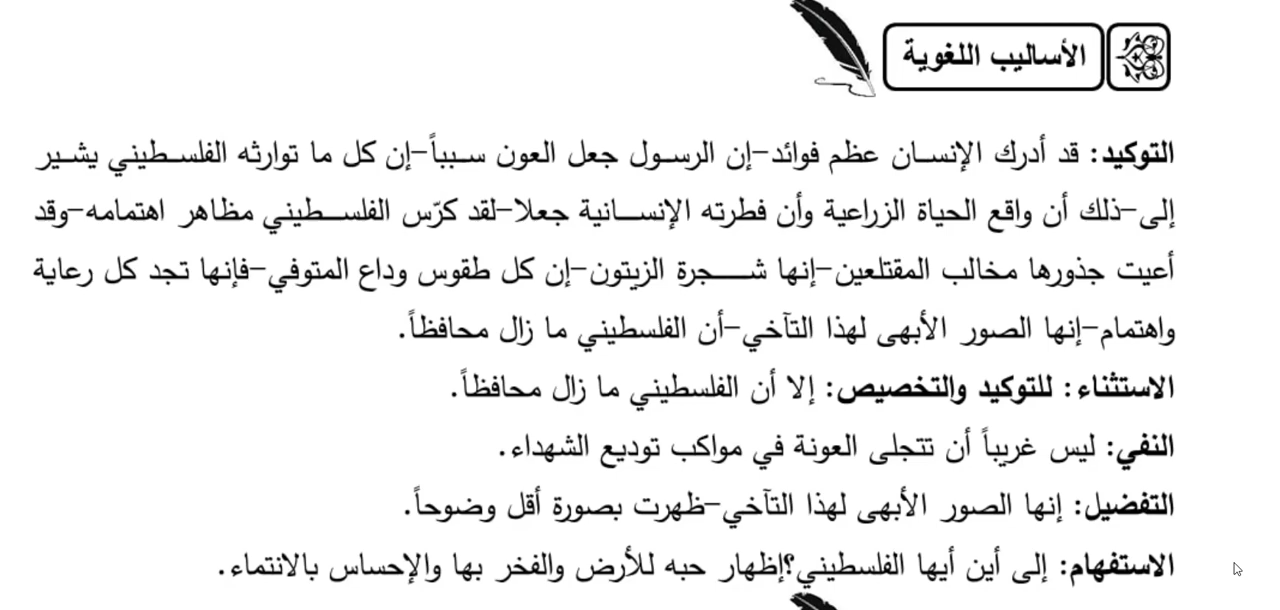 الأساليب اللغوية
التوكيد: قد أدرك الإنسان عظم فوائد-إن الرسول جعل العون سبباً-إن كل ما توارثه الفلسطيني يشير
إلى-ذلك أن واقع الحياة الزراعية وأن فطرته الإنسانية جعلا-لقد كرّس الفلسطيني مظاهر اهتمامه-وقد
أعيت جذورها مخالب المقتلعين-إنها شجرة الزيتون-إن كل طقوس وداع المتوفي-فإنها تجد كل رعاية
واهتمام-إنها الصور الأبهى لهذا التآخي-أن الفلسطيني ما زال محافظاً.
الاستثناء: للتوكيد والتخصيص: إلا أن الفلسطيني ما زال محافظاً.
النفي: ليس غريباً أن تتجلى العونة في مواكب توديع الشهداء.
التفضيل: إنها الصور الأبهى لهذا التآخي-ظهرت بصورة أقل وضوحاً.
الاستفهام: إلى أين أيها الفلسطيني؟إظهار حبه للأرض والفخر بها والإحساس بالانتماء.